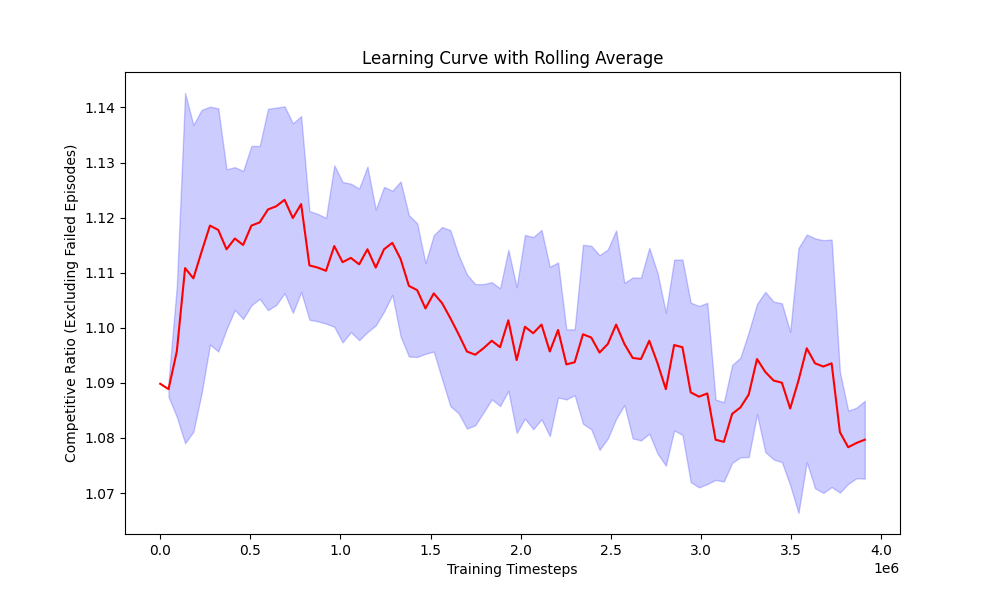 Learning Curve with Rolling Average
Competitive Ratio (Excluding Failed Episodes)
1.14
1.13
1.12
1.11
1.10
1.09
1.08
1.07
0.0 0.5 1.0 1.5 2.0 2.5 3.0 3.5 4.0
1e6
Training Timesteps